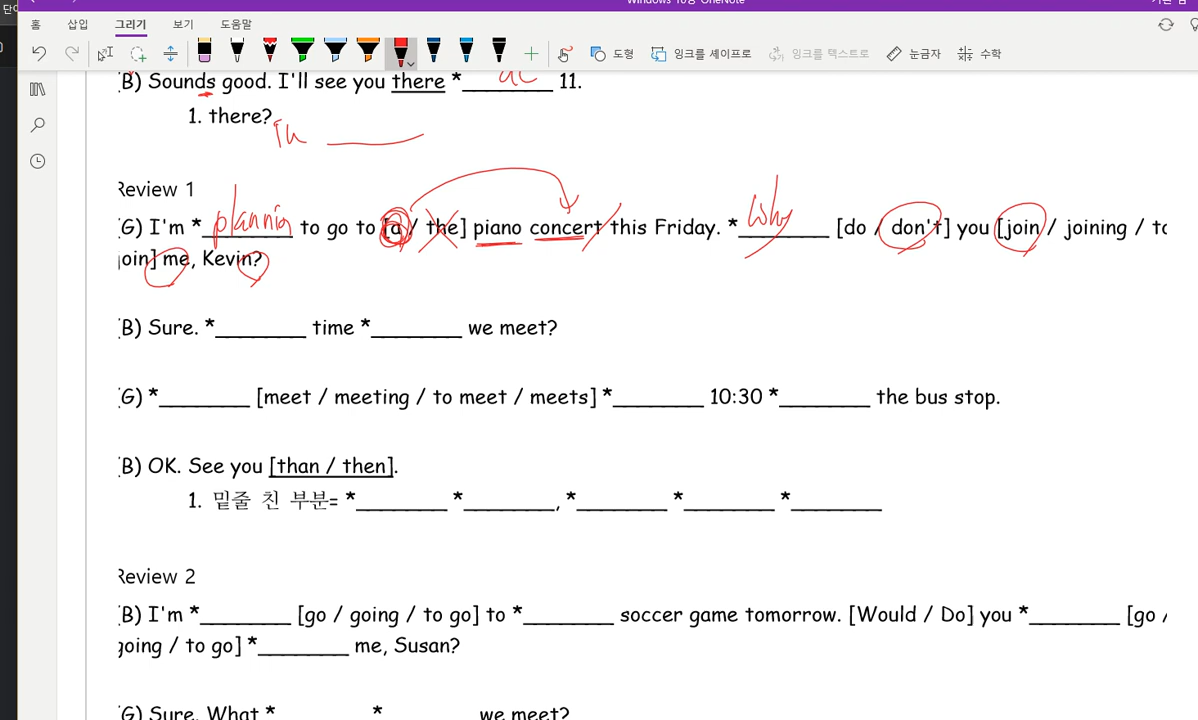 Windows 10용 OneNote
홈 삽입 그리기 보기 도움말
도형 잉크를 셰이프로 잉크를 텍스트로 눈금자 수학
(B) Sounds good. I'll see you there *________ 11.
1. there?
in
Review 1
(G) I'm *planning to go to [a / the] piano concert this Friday. *Why [do / don't] you [join / joining / to
join] me, Kevin?
(B) Sure. *________ time *________ we meet?
(G) *________ [meet / meeting / to meet / meets] *________ 10:30 *________ the bus stop.
(B) OK. See you [than / then].
1. 밑줄 친 부분= *________ *________, *________ *________ *________
Review 2
(B) I'm *________ [go / going / to go] to *________ soccer game tomorrow. [Would / Do] you *________ [go /
going / to go] *________ me, Susan?
(G) Sure. What *________ *________ we meet?